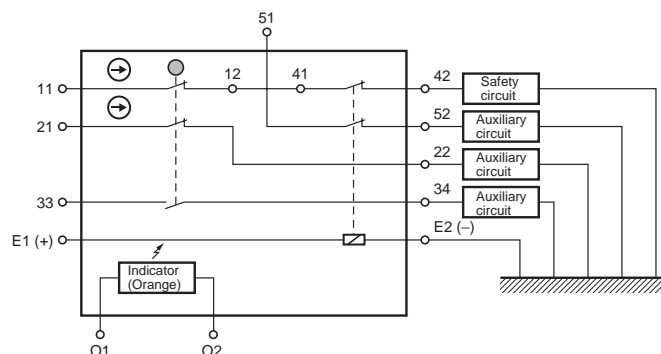 51
11
12
41
42
Safety
circuit
21
52
Auxiliary
circuit
22
Auxiliary
circuit
33
34
Auxiliary
circuit
E1 (+)
E2 (–)
Indicator
(Orange)
O1
O2